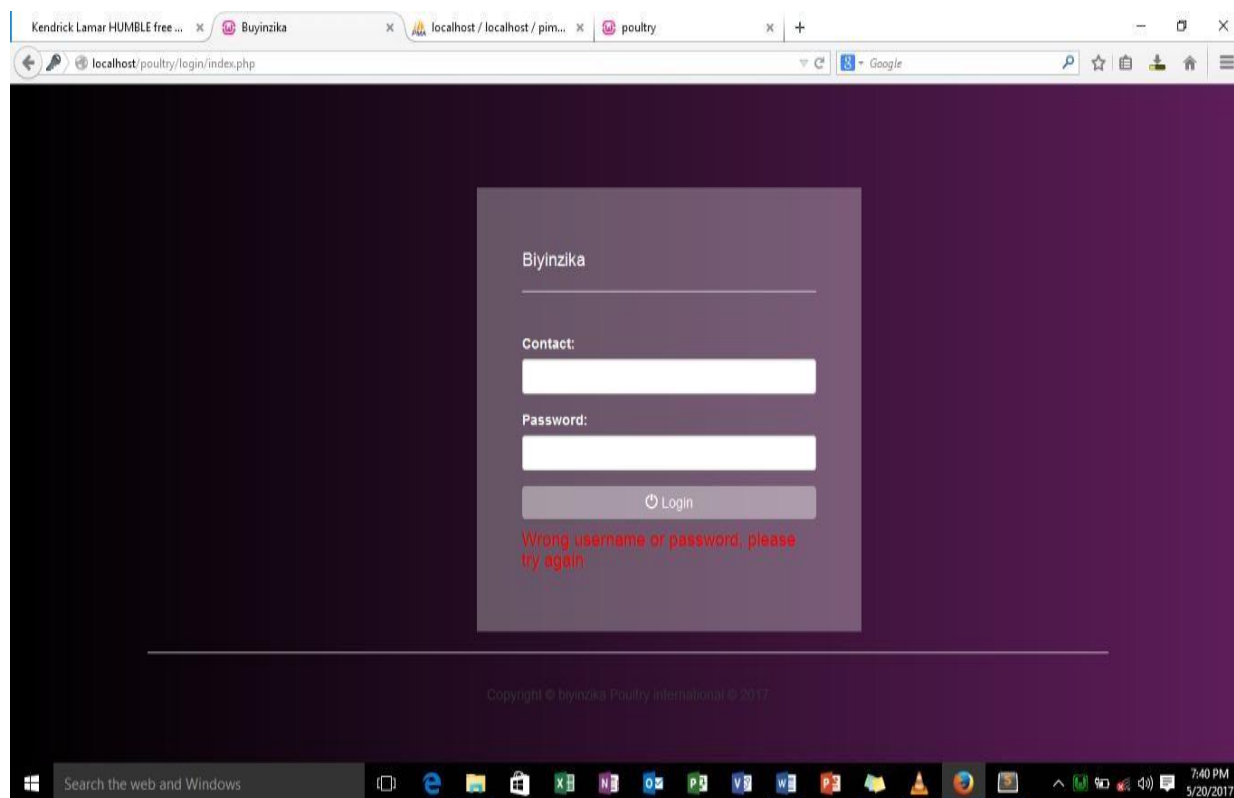 Kendrick Lamar HUMBLE free ...
Buyinzika
localhost / localhost / pim...
poultry
localhost/poultry/login/index.php
Google
Biyinzika
Contact:
Password:
Login
Wrong username or password, please
try again
Copyright © biyinzika Poultry international © 2017
Search the web and Windows
7:40 PM
5/20/2017